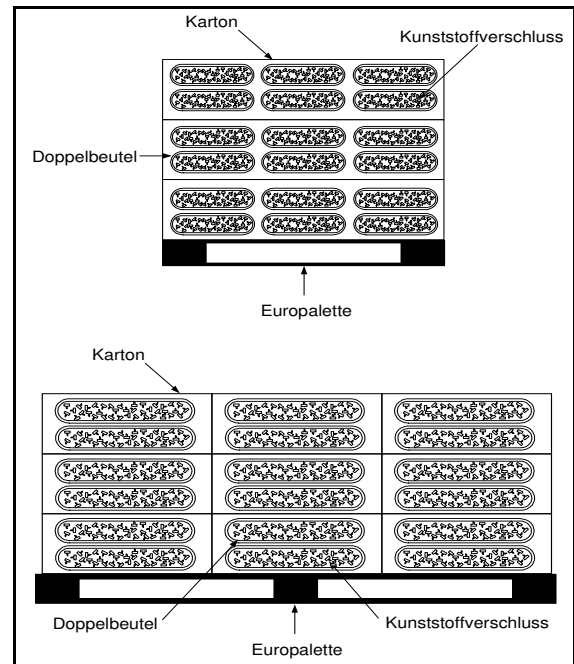 Karton
Kunststoffverschluss
Doppelbeutel
Europalette
Karton
Doppelbeutel
Kunststoffverschluss
Europalette